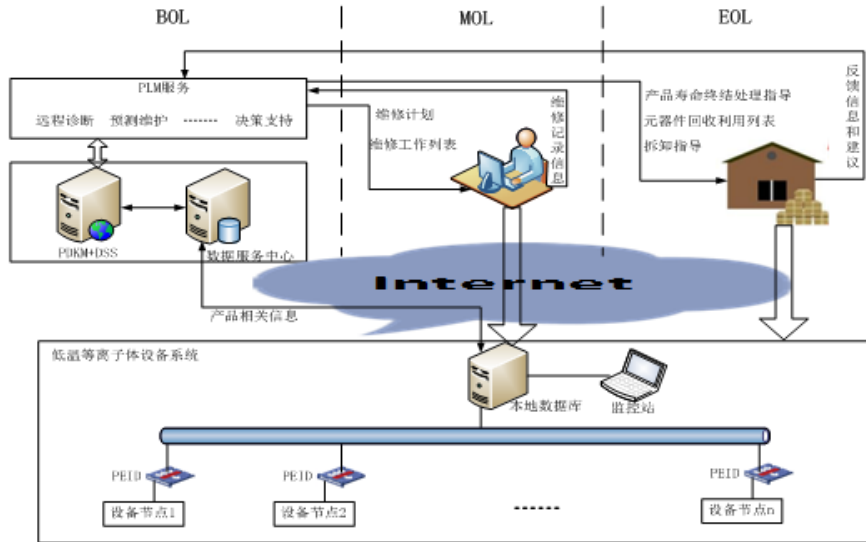 BOL
MOL
EOL
PLM服务
远程诊断 预测维护 ------- 决策支持
维修计划
维修工作列表
维修记录信息
产品寿命终结处理指导
元器件回收利用列表
拆卸指导
反馈信息和建议
PDKM+DSS
数据服务中心
Internet
产品相关信息
低温等离子体设备系统
本地数据库
监控站
PEID
PEID
PEID
设备节点1
设备节点2
------
设备节点n